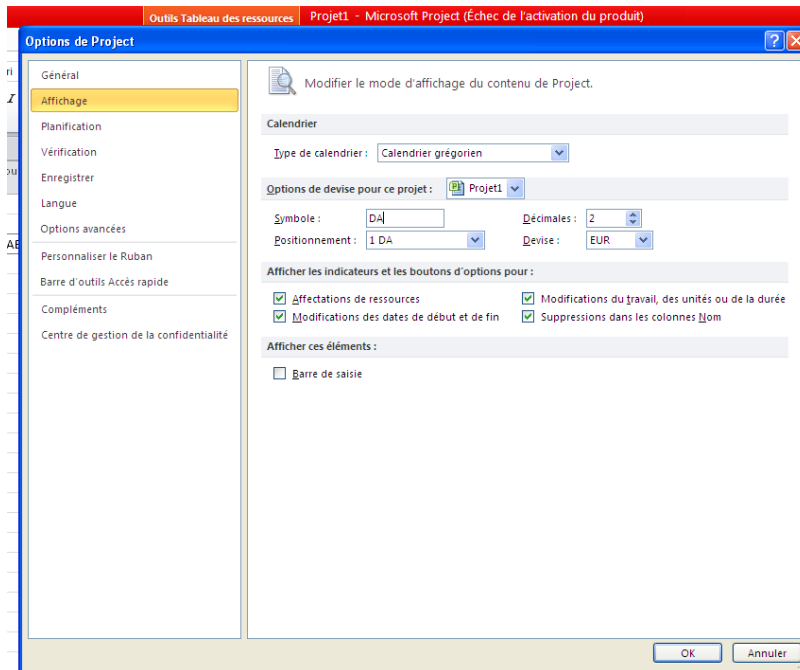 Outils Tableau des ressources Projet1 - Microsoft Project (Échec de l'activation du produit)
Options de Project
Général
Affichage
Planification
Vérification
Enregistrer
Langue
Options avancées
Personnaliser le Ruban
Barre d'outils Accès rapide
Compléments
Centre de gestion de la confidentialité
Modifier le mode d'affichage du contenu de Project.
Calendrier
Type de calendrier : Calendrier grégorien
Options de devise pour ce projet : Projet1
Symbole : DA Décimales : 2
Positionnement : 1 DA Devise : EUR
Afficher les indicateurs et les boutons d'options pour :
Affectations de ressources Modifications du travail, des unités ou de la durée
Modifications des dates de début et de fin Suppressions dans les colonnes Nom
Afficher ces éléments :
Barre de saisie
OK Annuler